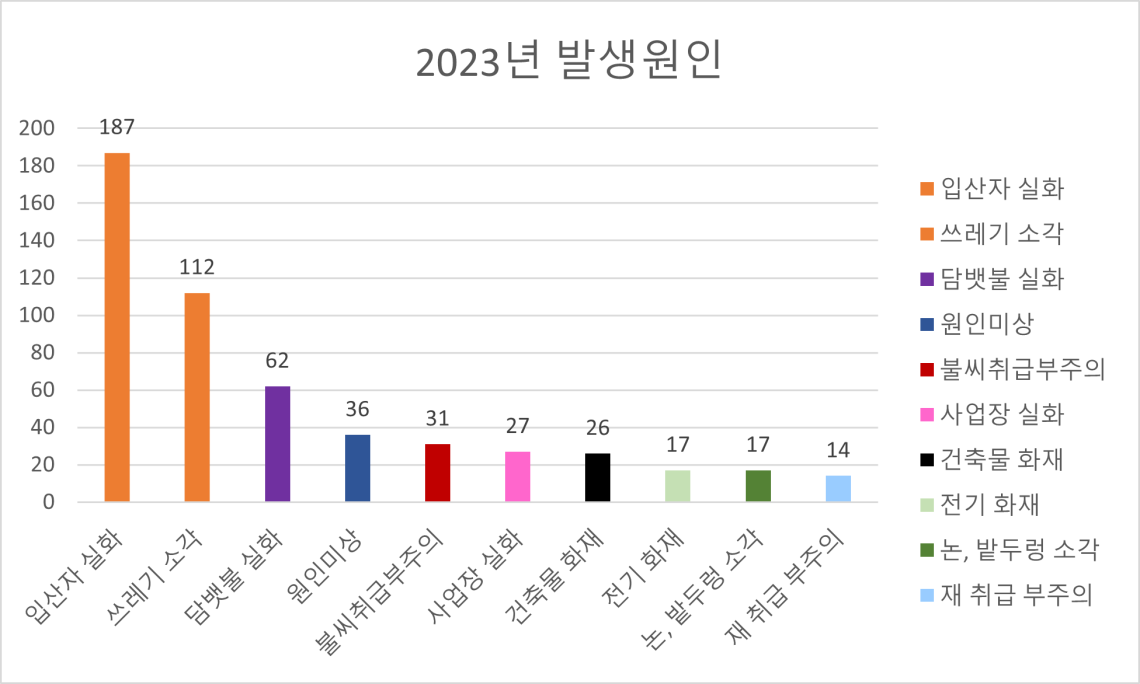 2023년 발생원인
200
180
160
140
120
100
80
60
40
20
0
187
112
62
36
31
27
26
17
17
14
입산자 실화
쓰레기 소각
담뱃불 실화
원인미상
불씨취급부주의
사업장 실화
건축물 화재
전기 화재
논, 밭두렁 소각
재 취급 부주의
입산자 실화
쓰레기 소각
담뱃불 실화
원인미상
불씨취급부주의
사업장 실화
건축물 화재
전기 화재
논, 밭두렁 소각
재 취급 부주의